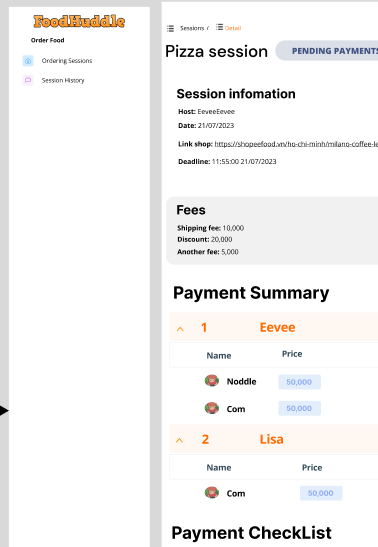 FoodHuddle
Order Food
Ordering Sessions
Session History
Sessions / Detail
Pizza session PENDING PAYMENTS
Session infomation
Host: EeveeEevee
Date: 21/07/2023
Link shop: https://shopeefood.vn/ho-chi-minh/milano-coffee-le
Deadline: 11:55:00 21/07/2023
Fees
Shipping fee: 10,000
Discount: 20,000
Another fee: 5,000
Payment Summary
1 Eevee
Name Price
Noddle 50,000
Com 50,000
2 Lisa
Name Price
Com 50,000
Payment CheckList